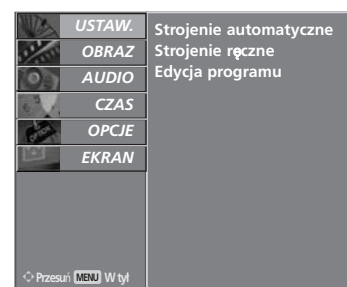 USTAW.
OBRAZ
AUDIO
CZAS
OPCJE
EKRAN
Strojenie automatyczne
Strojenie ręczne
Edycja programu
Przesuń MENU W tył